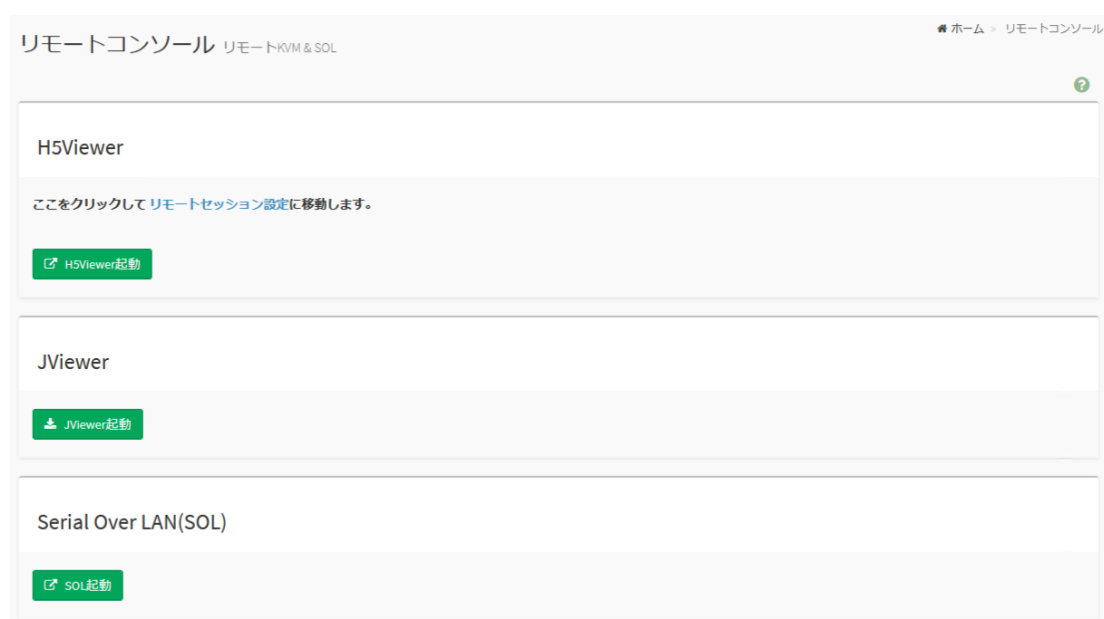 リモートコンソール リモートKVM & SOL
ホーム > リモートコンソール
H5Viewer
ここをクリックして リモートセッション設定に移動します。
H5Viewer起動
JViewer
JViewer起動
Serial Over LAN(SOL)
SOL起動